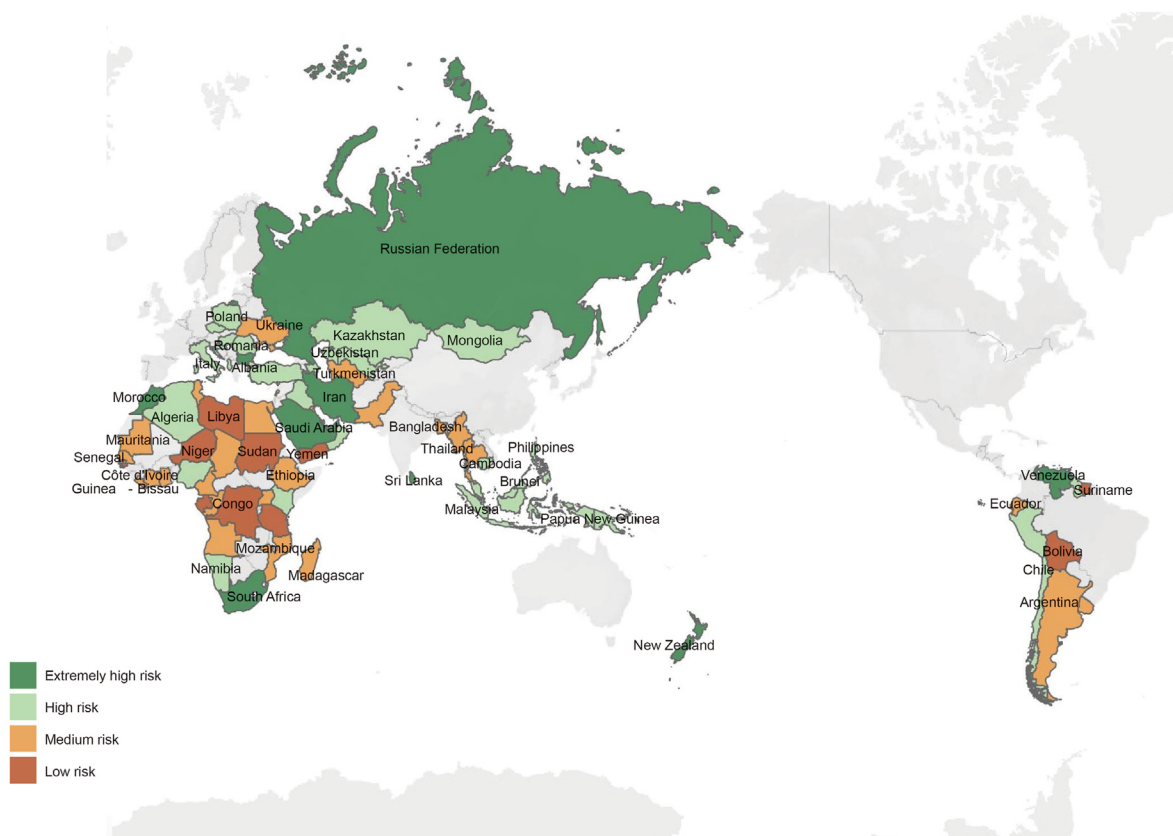 Russian Federation
Poland
Ukraine
Kazakhstan
Mongolia
Romania
Uzbekistan
Italy
Albania
Turkmenistan
Morocco
Iran
Algeria
Libya
Saudi Arabia
Bangladesh
Mauritania
Philippines
Senegal
Niger
Sudan
Yemen
Thailand
Cambodia
Côte d'Ivoire
Ethiopia
Sri Lanka
Brunei
Venezuela
Guinea - Bissau
Suriname
Congo
Malaysia
Papua New Guinea
Ecuador
Mozambique
Bolivia
Namibia
Madagascar
Chile
South Africa
Argentina
New Zealand
Extremely high risk
High risk
Medium risk
Low risk